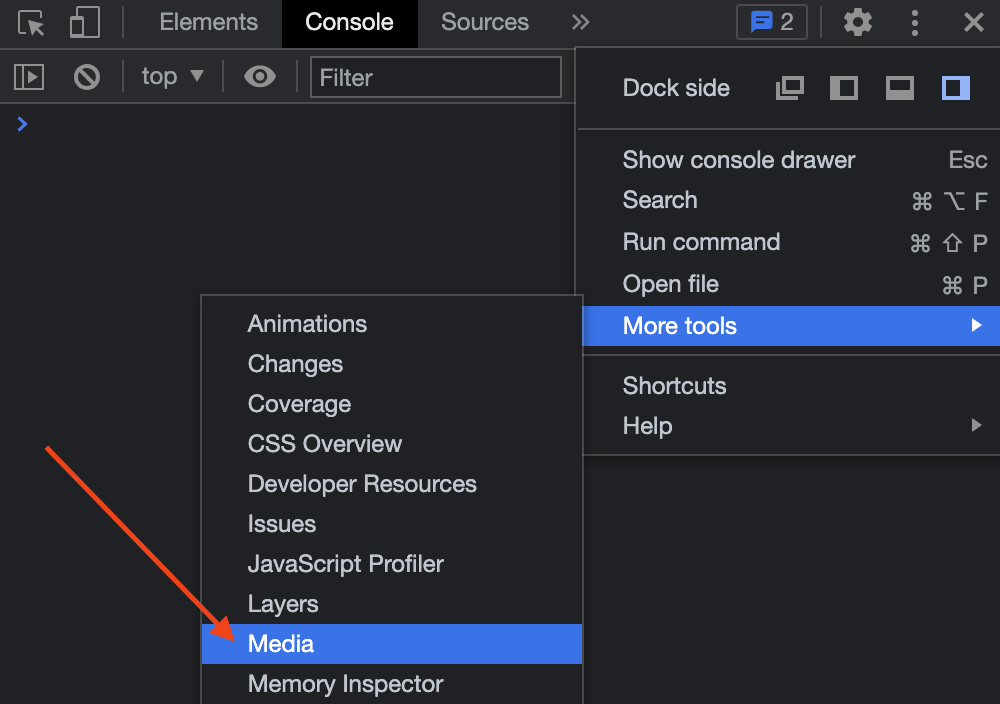 Elements Console Sources 2
top Filter
Dock side
Show console drawer Esc
Search ⌘ ⌥ F
Run command ⌘ ⇧ P
Open file ⌘ P
More tools
Shortcuts
Help
Animations
Changes
Coverage
CSS Overview
Developer Resources
Issues
JavaScript Profiler
Layers
Media
Memory Inspector